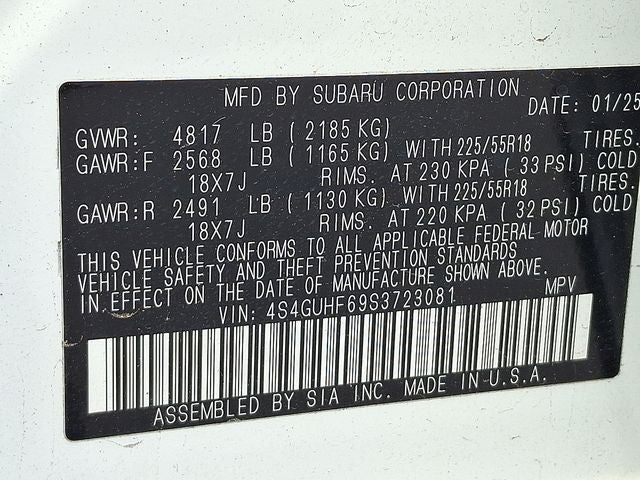 MFD BY SUBARU CORPORATION
DATE: 01/25
GVWR: 4817 LB (2185 KG)
GAWR:F 2568 LB (1165 KG) WITH 225/55R18 TIRES.
18X7J RIMS. AT 230 KPA (33 PSI) COLD
GAWR:R 2491 LB (1130 KG) WITH 225/55R18 TIRES.
18X7J RIMS. AT 220 KPA (32 PSI) COLD
THIS VEHICLE CONFORMS TO ALL APPLICABLE FEDERAL MOTOR
VEHICLE SAFETY AND THEFT PREVENTION STANDARDS
IN EFFECT ON THE DATE OF MANUFACTURE SHOWN ABOVE.
VIN: 4S4GUHF69S3723081 MPV
ASSEMBLED BY SIA INC. MADE IN U.S.A.